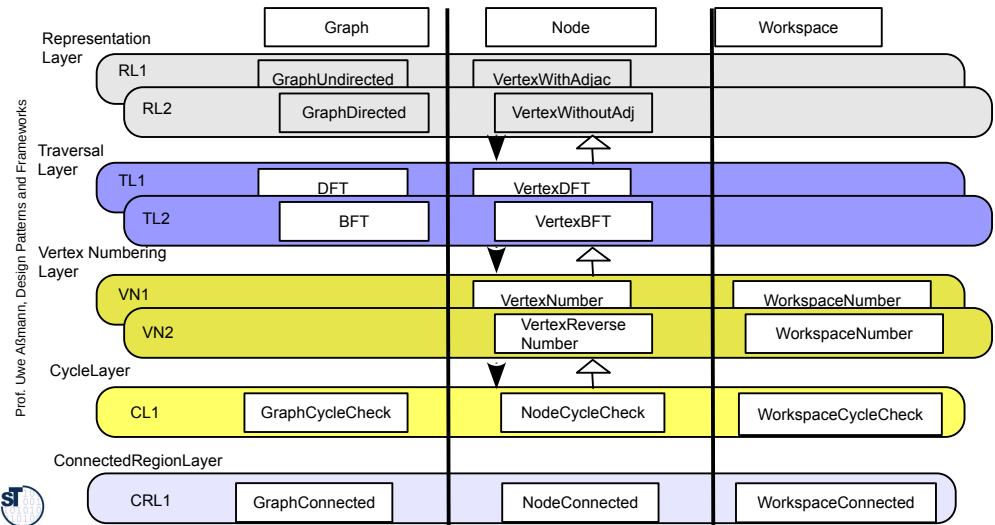 Graph
Node
Workspace
Representation
Layer
RL1
GraphUndirected
VertexWithAdjac
RL2
GraphDirected
VertexWithoutAdj
Traversal
Layer
TL1
DFT
VertexDFT
TL2
BFT
VertexBFT
Vertex Numbering
Layer
VN1
VertexNumber
WorkspaceNumber
VN2
VertexReverse
Number
WorkspaceNumber
CycleLayer
CL1
GraphCycleCheck
NodeCycleCheck
WorkspaceCycleCheck
ConnectedRegionLayer
CRL1
GraphConnected
NodeConnected
WorkspaceConnected
Prof. Uwe Aßmann, Design Patterns and Frameworks
ST